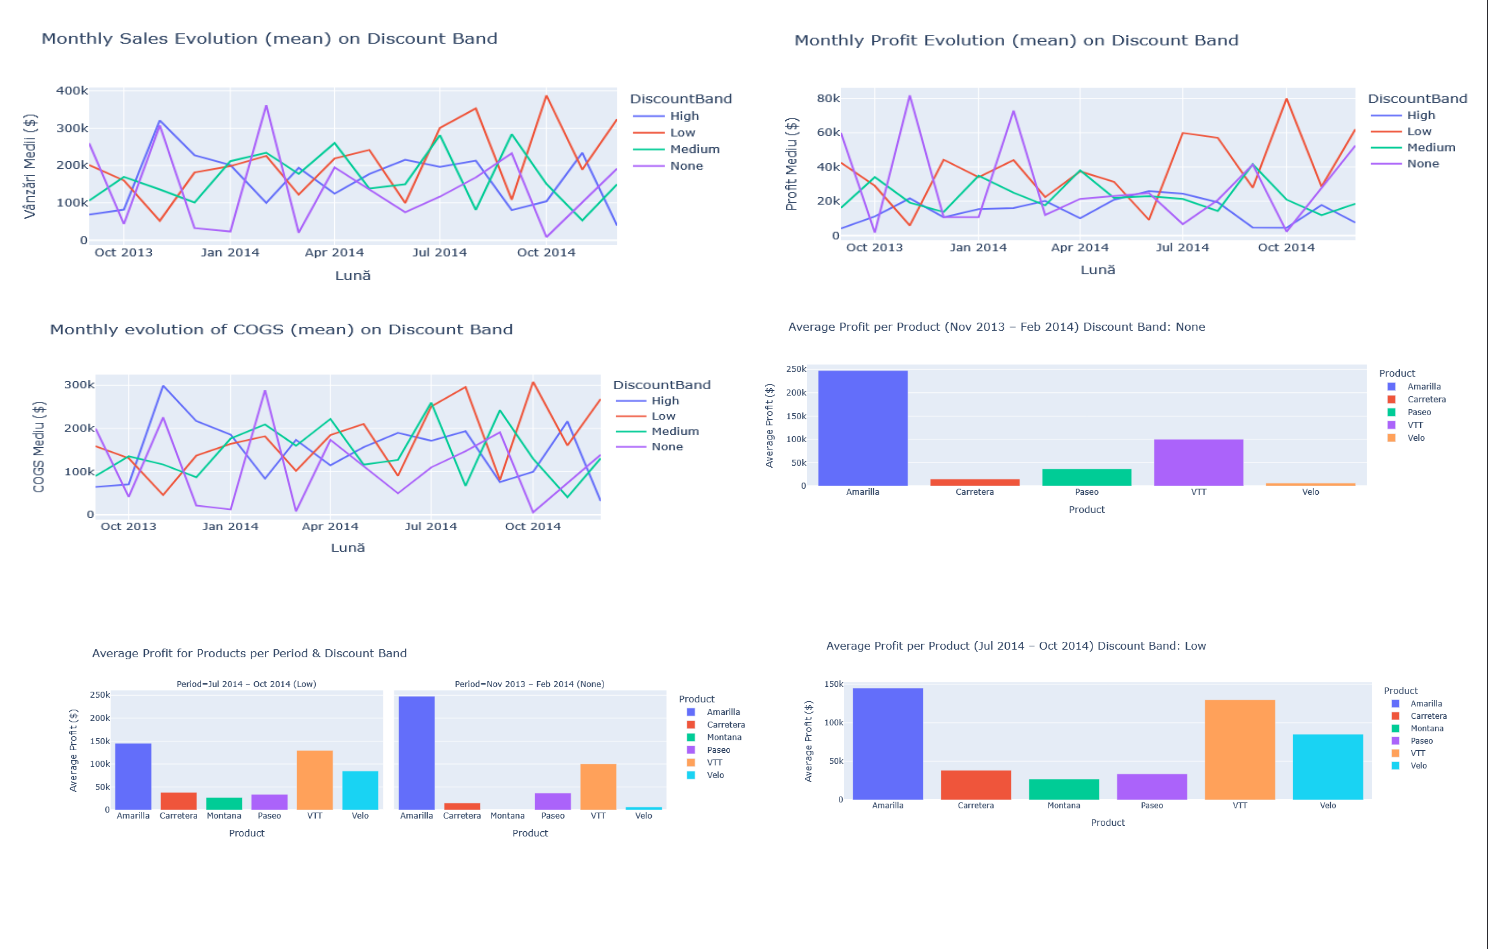 Monthly Sales Evolution (mean) on Discount Band
Vânzări Medii ($)
400k
300k
200k
100k
0
Oct 2013
Jan 2014
Apr 2014
Jul 2014
Oct 2014
Lună
DiscountBand
High
Low
Medium
None
Monthly Profit Evolution (mean) on Discount Band
Profit Mediu ($)
80k
60k
40k
20k
0
Oct 2013
Jan 2014
Apr 2014
Jul 2014
Oct 2014
Lună
DiscountBand
High
Low
Medium
None
Monthly evolution of COGS (mean) on Discount Band
COGS Mediu ($)
300k
200k
100k
0
Oct 2013
Jan 2014
Apr 2014
Jul 2014
Oct 2014
Lună
DiscountBand
High
Low
Medium
None
Average Profit per Product (Nov 2013 – Feb 2014) Discount Band: None
Average Profit ($)
250k
200k
150k
100k
50k
0
Amarilla
Carretera
Paseo
VTT
Velo
Product
Product
Amarilla
Carretera
Paseo
VTT
Velo
Average Profit for Products per Period & Discount Band
Period=Jul 2014 – Oct 2014 (Low)
Period=Nov 2013 – Feb 2014 (None)
Average Profit ($)
250k
200k
150k
100k
50k
0
Amarilla
Carretera
Montana
Paseo
VTT
Velo
Product
Amarilla
Carretera
Montana
Paseo
VTT
Velo
Product
Product
Amarilla
Carretera
Montana
Paseo
VTT
Velo
Average Profit per Product (Jul 2014 – Oct 2014) Discount Band: Low
Average Profit ($)
150k
100k
50k
0
Amarilla
Carretera
Montana
Paseo
VTT
Velo
Product
Product
Amarilla
Carretera
Montana
Paseo
VTT
Velo